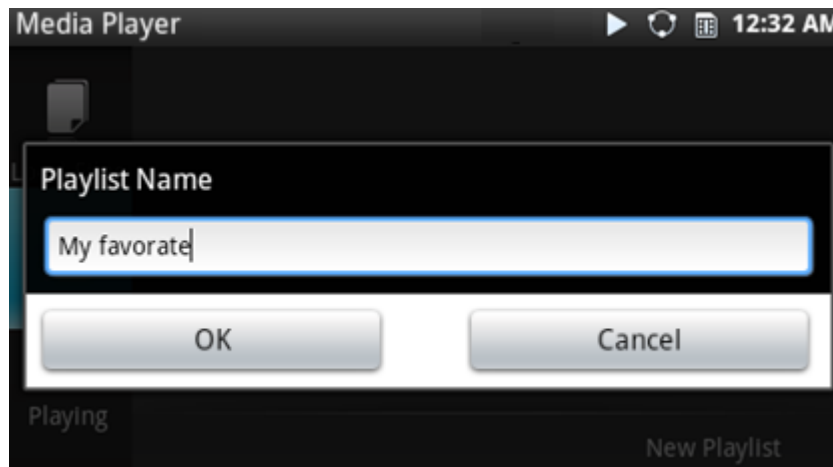 Media Player 12:32 AM
Playlist Name
My favorate
OK Cancel
Playing
New Playlist